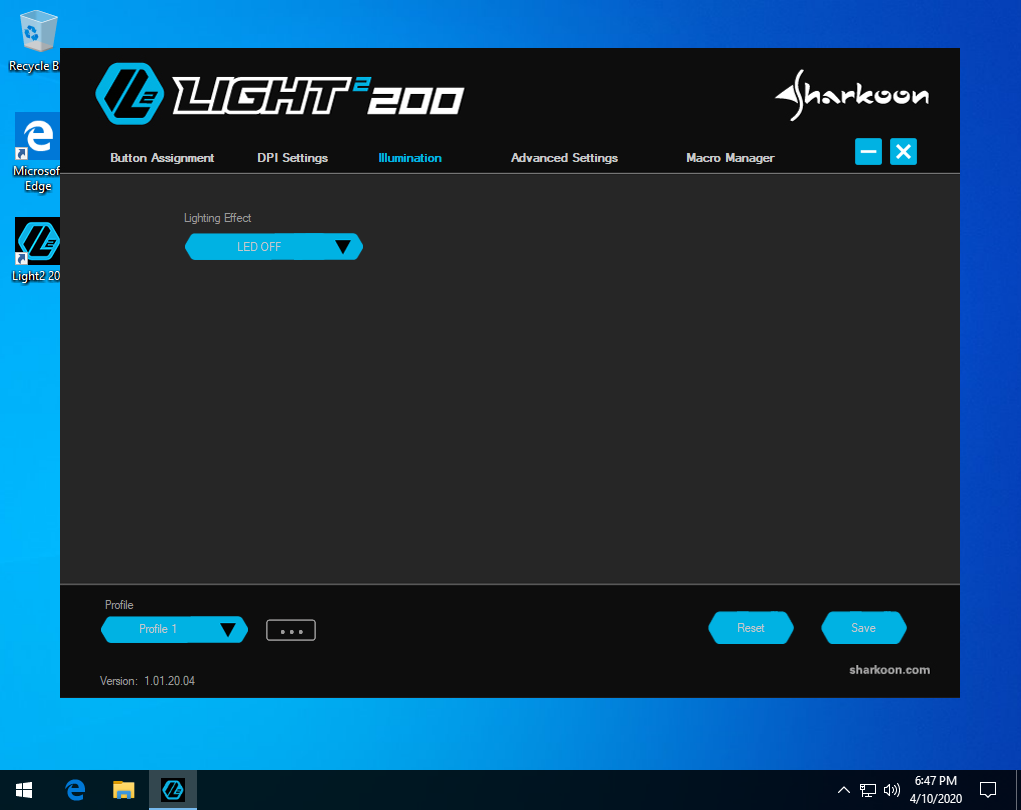 Recycle B
Microsof
Edge
Light2 20
LIGHT² 200
Sharkoon
Button Assignment
DPI Settings
Illumination
Advanced Settings
Macro Manager
Lighting Effect
LED OFF
Profile
Profile 1
...
Reset
Save
sharkoon.com
Version: 1.01.20.04
6:47 PM
4/10/2020